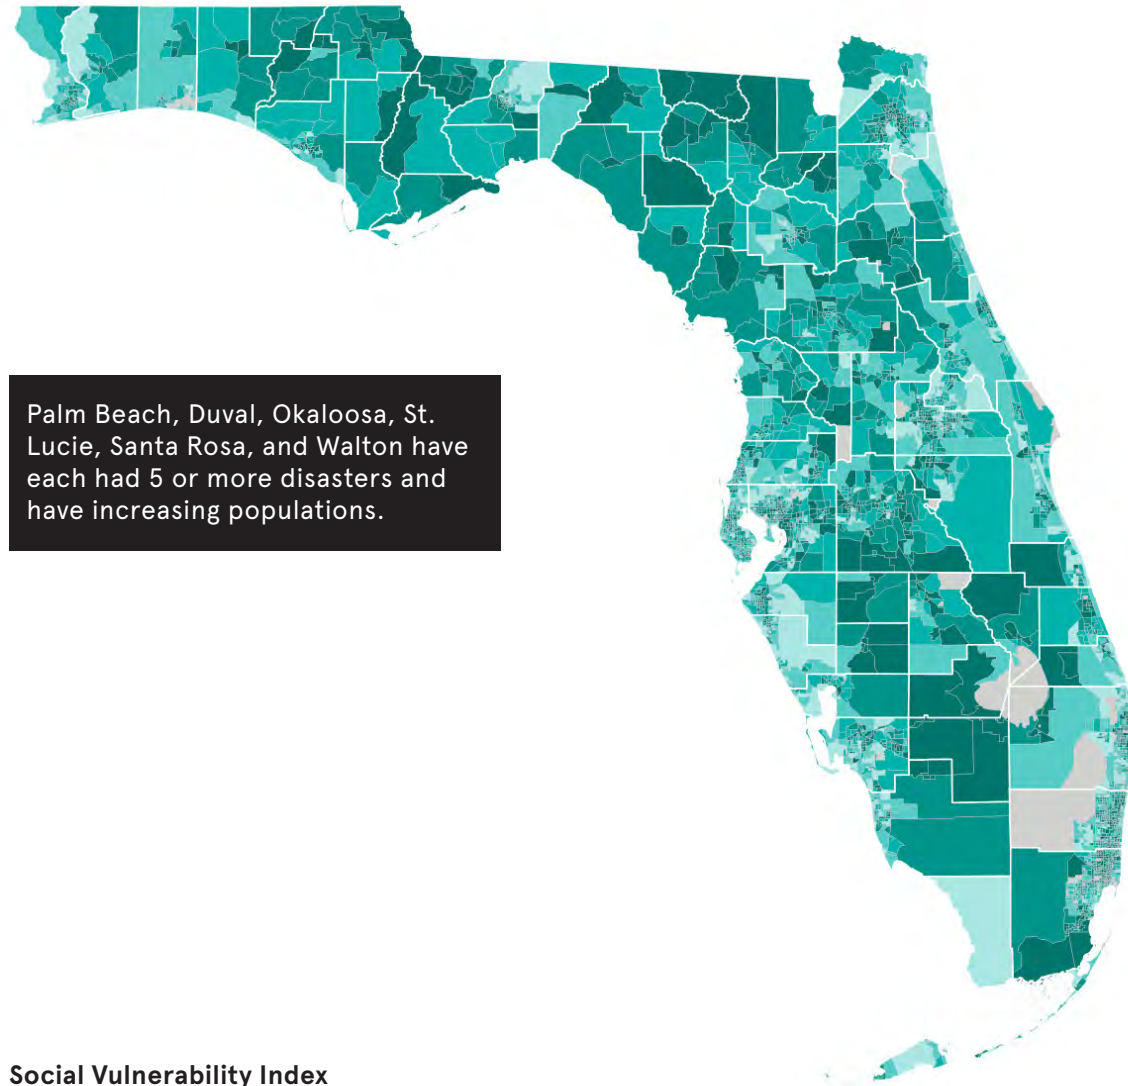 Palm Beach, Duval, Okaloosa, St.
Lucie, Santa Rosa, and Walton have
each had 5 or more disasters and
have increasing populations.
Social Vulnerability Index